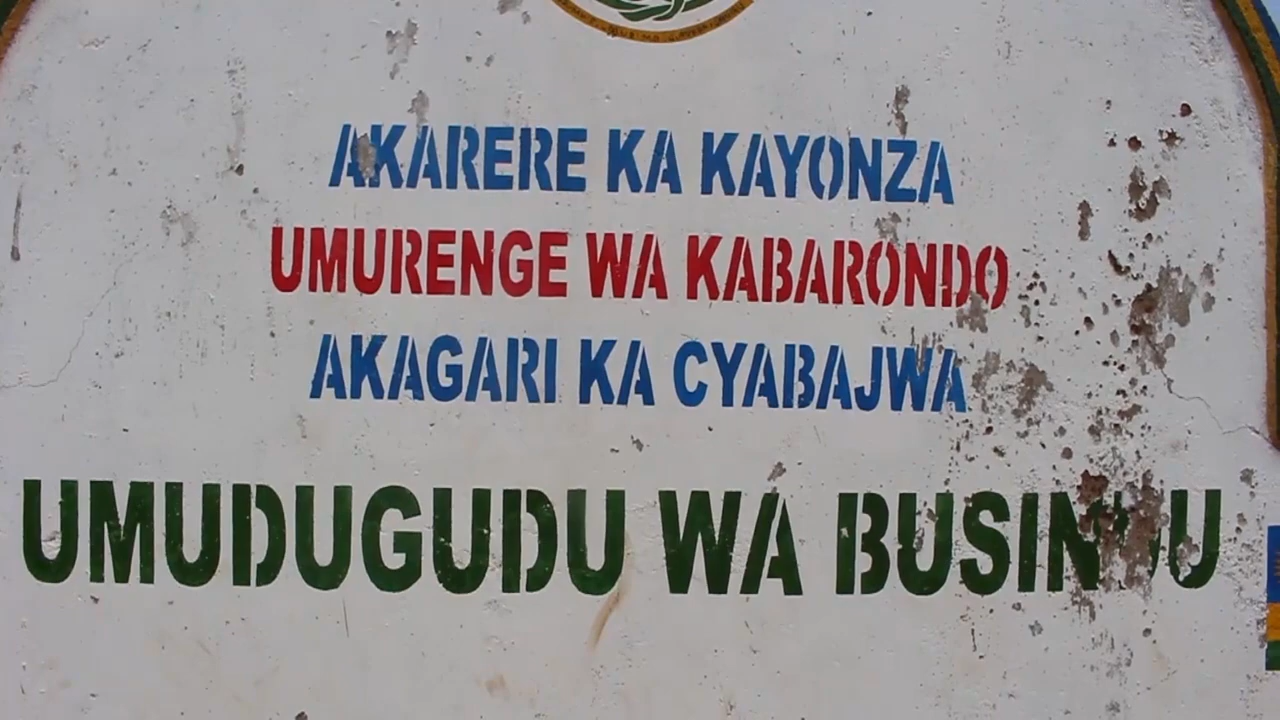 AKARERE KA KAYONZA
UMURENGE WA KABARONDO
AKAGARI KA CYABAJWA
UMUDUGUDU WA